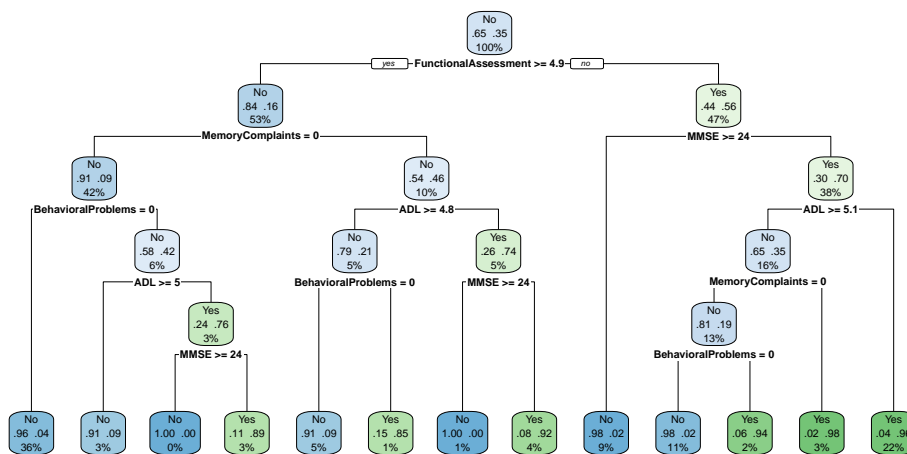 No
.65 .35
100%
yes FunctionalAssessment >= 4.9 no
No
.84 .16
53%
MemoryComplaints = 0
Yes
.44 .56
47%
MMSE >= 24
No
.91 .09
42%
BehavioralProblems = 0
No
.54 .46
10%
ADL >= 4.8
Yes
.30 .70
38%
ADL >= 5.1
No
.58 .42
6%
ADL >= 5
No
.79 .21
5%
BehavioralProblems = 0
Yes
.26 .74
5%
MMSE >= 24
No
.65 .35
16%
MemoryComplaints = 0
Yes
.24 .76
3%
MMSE >= 24
No
.81 .19
13%
BehavioralProblems = 0
No
.96 .04
36%
No
.91 .09
3%
No
1.00 .00
0%
Yes
.11 .89
3%
No
.91 .09
5%
Yes
.15 .85
1%
No
1.00 .00
1%
Yes
.08 .92
4%
No
.98 .02
9%
No
.98 .02
11%
Yes
.06 .94
2%
Yes
.02 .98
3%
Yes
.04
22%